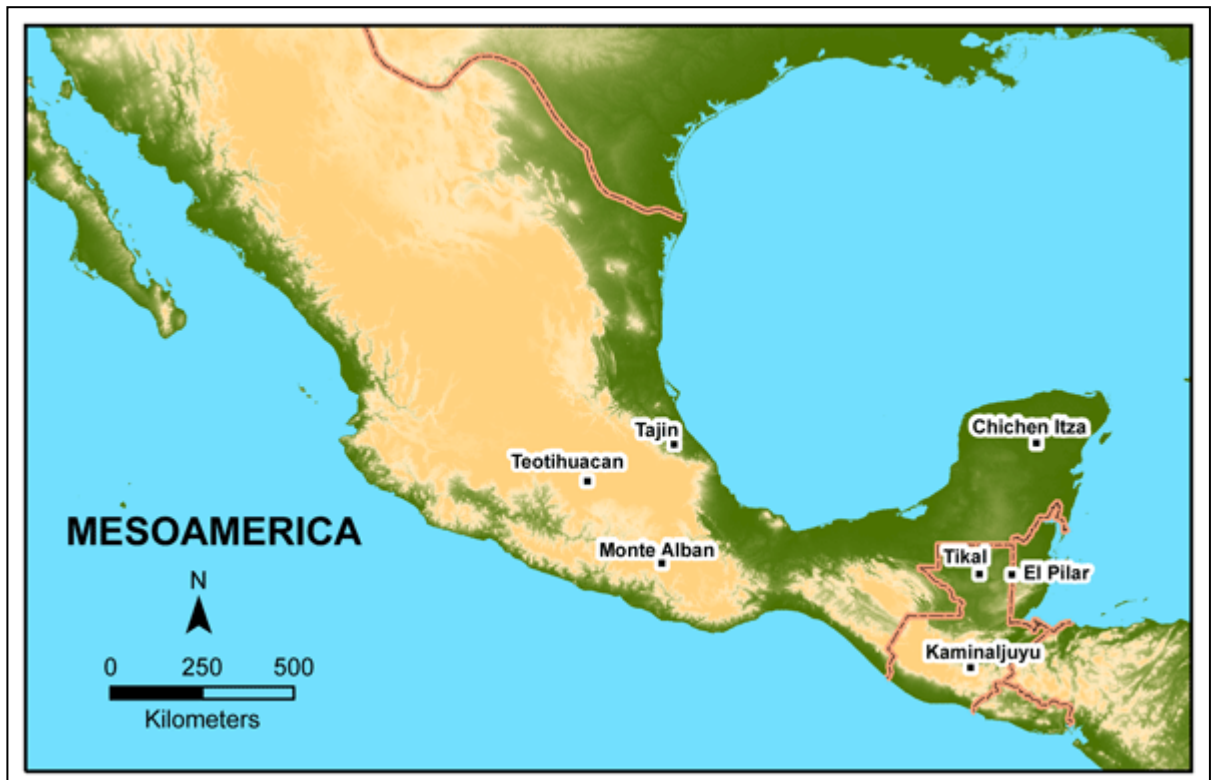 Tajin
Chichen Itza
Teotihuacan
MESOAMERICA
Monte Alban
Tikal
El Pilar
N
Kaminaljuyu
0 250 500
Kilometers